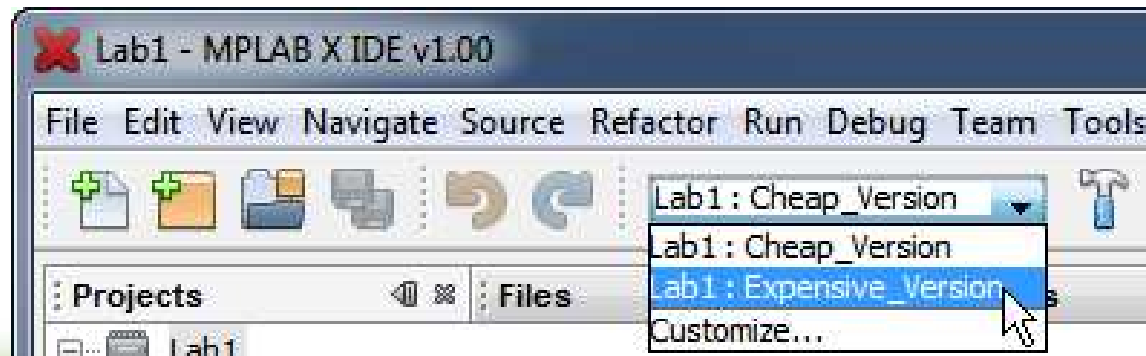 Lab1 - MPLAB X IDE v1.00
File Edit View Navigate Source Refactor Run Debug Team Tools
Lab1 : Cheap_Version
Lab1 : Cheap_Version
Projects
Files
Lab1 : Expensive_Version
Customize...
Lab1